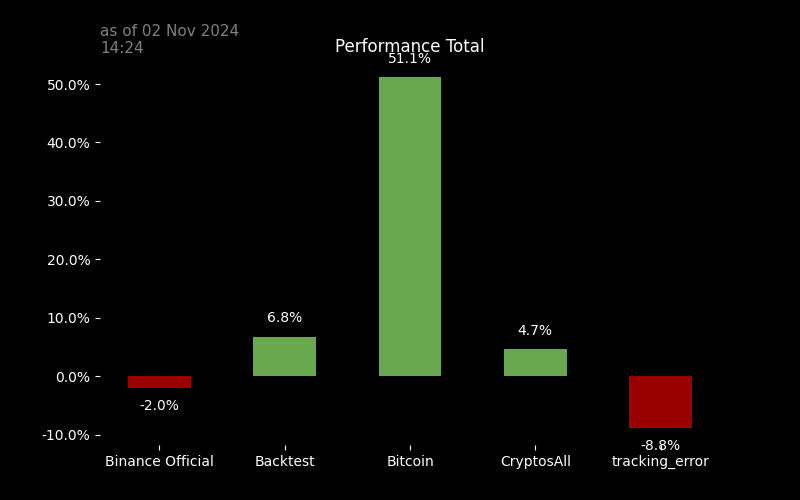 as of 02 Nov 2024
14:24
Performance Total
51.1%
50.0%
40.0%
30.0%
20.0%
10.0%
6.8%
4.7%
0.0%
-2.0%
-10.0%
-8.8%
Binance Official
Backtest
Bitcoin
CryptosAll
tracking_error